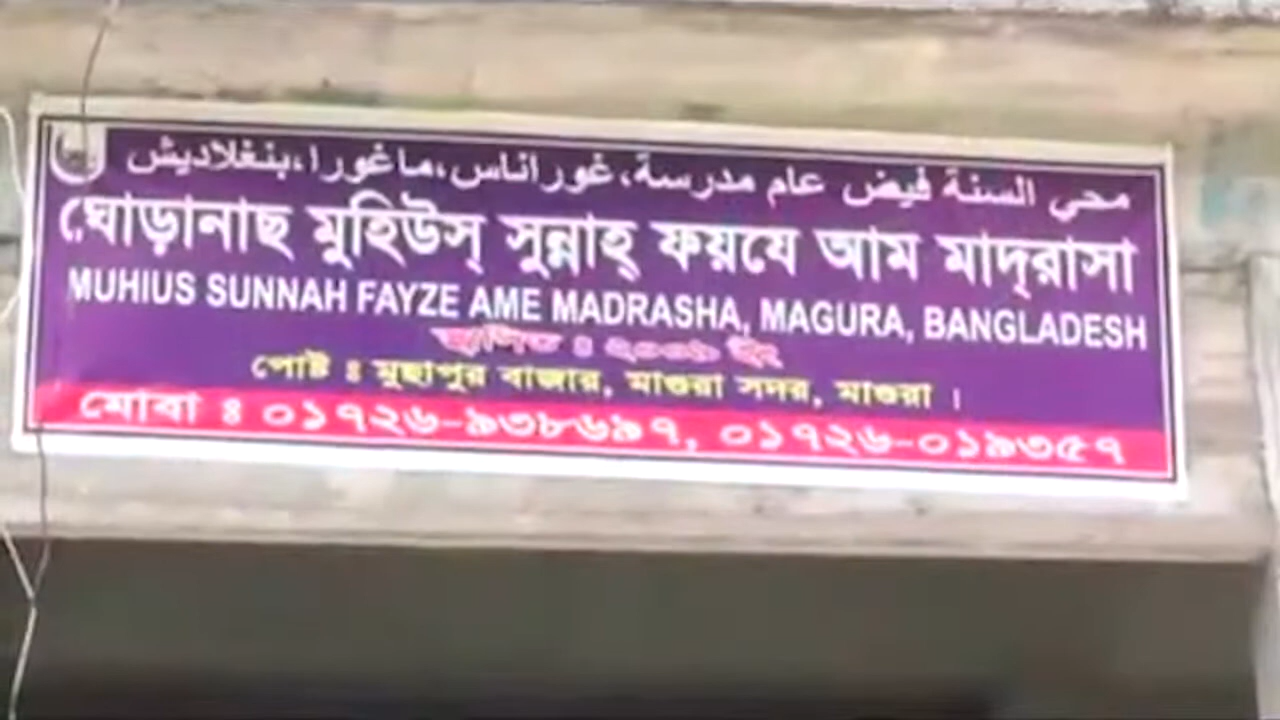 محي السنة فيض عام مدرسة،غوراناس،ماغورا،بنغلاديش
ঘোড়ানাছ মুহিউস্ সুন্নাহ্ ফয়যে আম মাদ্‌রাসা
MUHIUS SUNNAH FAYZE AME MADRASHA, MAGURA, BANGLADESH
স্থাপিত : ইং
পোষ্ট ঃ মুছাপুর বাজার, মাগুরা সদর, মাগুরা ।
মোবা ঃ ০১৭২৬-৯৩৮৬৯৭, ০১৭২৬-০১৯৩৫৭